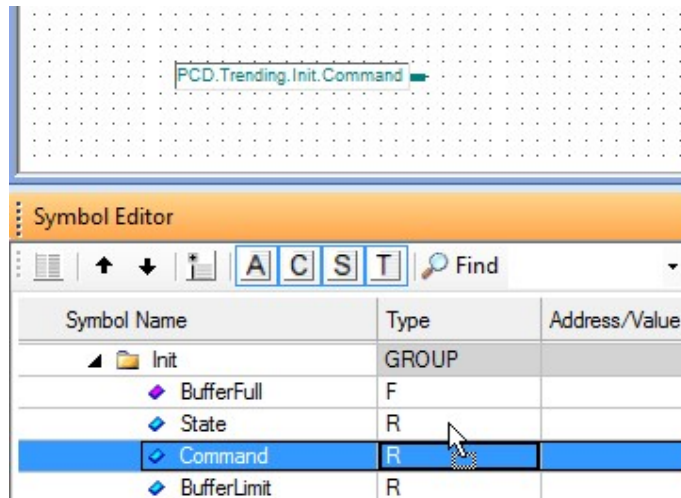 PCD.Trending.Init.Command
Symbol Editor
A C S T Find
Symbol Name Type Address/Value
Init GROUP
BufferFull F
State R
Command R
BufferLimit R